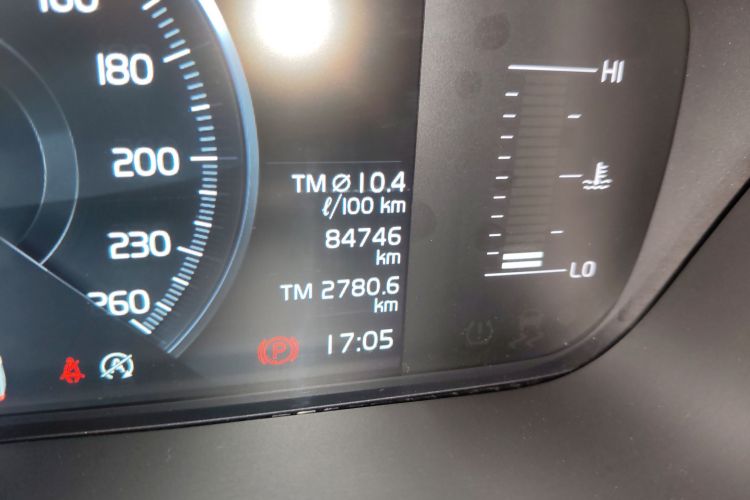 180
200
230
260
TM ∅ 10.4
ℓ/100 km
84746
km
TM 2780.6
km
(P) 17:05
A
HI
LO